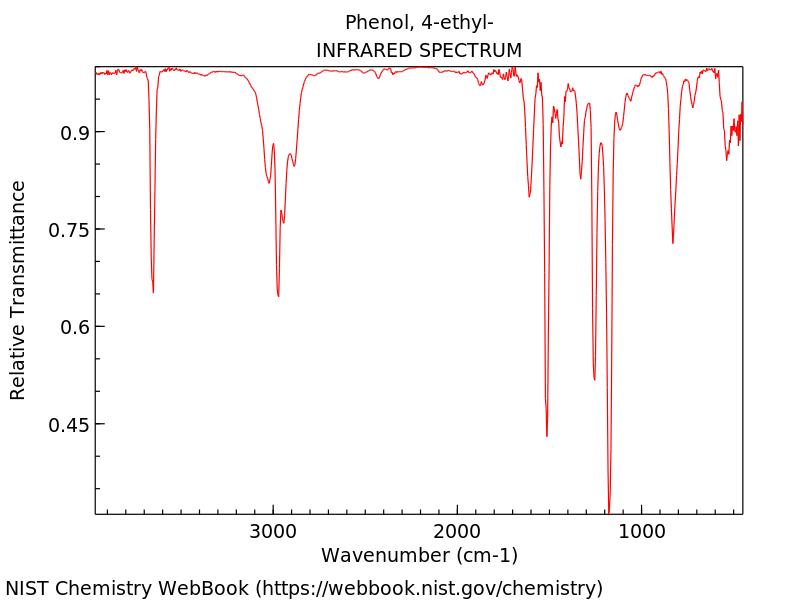 Phenol, 4-ethyl-
INFRARED SPECTRUM
0.9
0.75
0.6
0.45
Relative Transmittance
3000 2000 1000
Wavenumber (cm-1)
NIST Chemistry WebBook (https://webbook.nist.gov/chemistry)